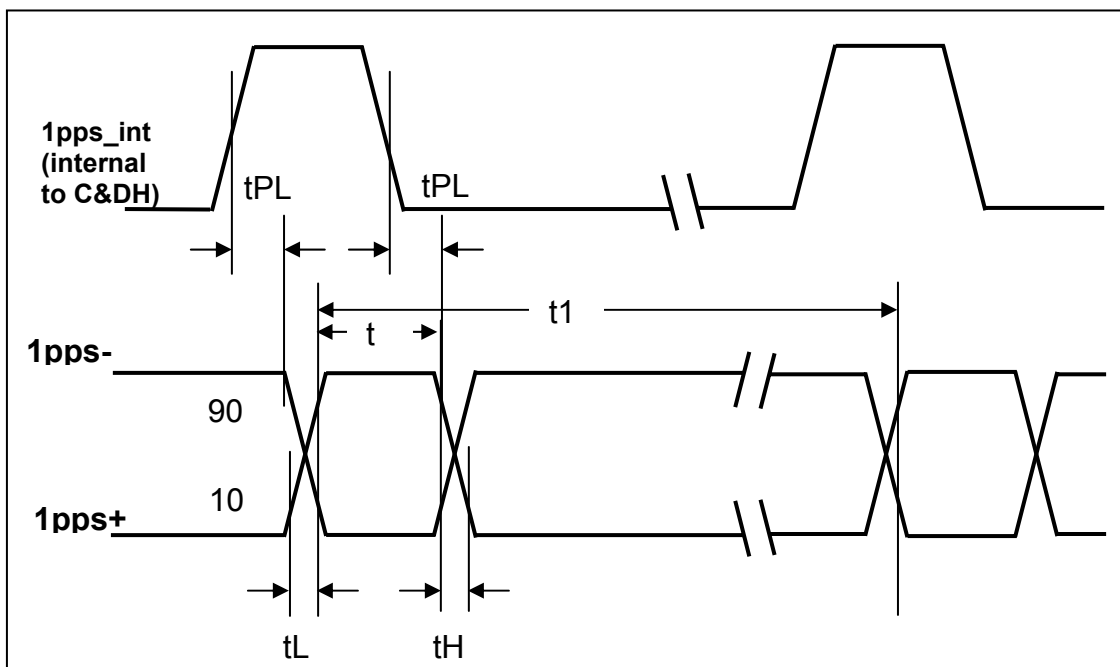 1pps_int
(internal
to C&DH)
tPL
tPL
t1
t
1pps-
90
10
1pps+
tL
tH